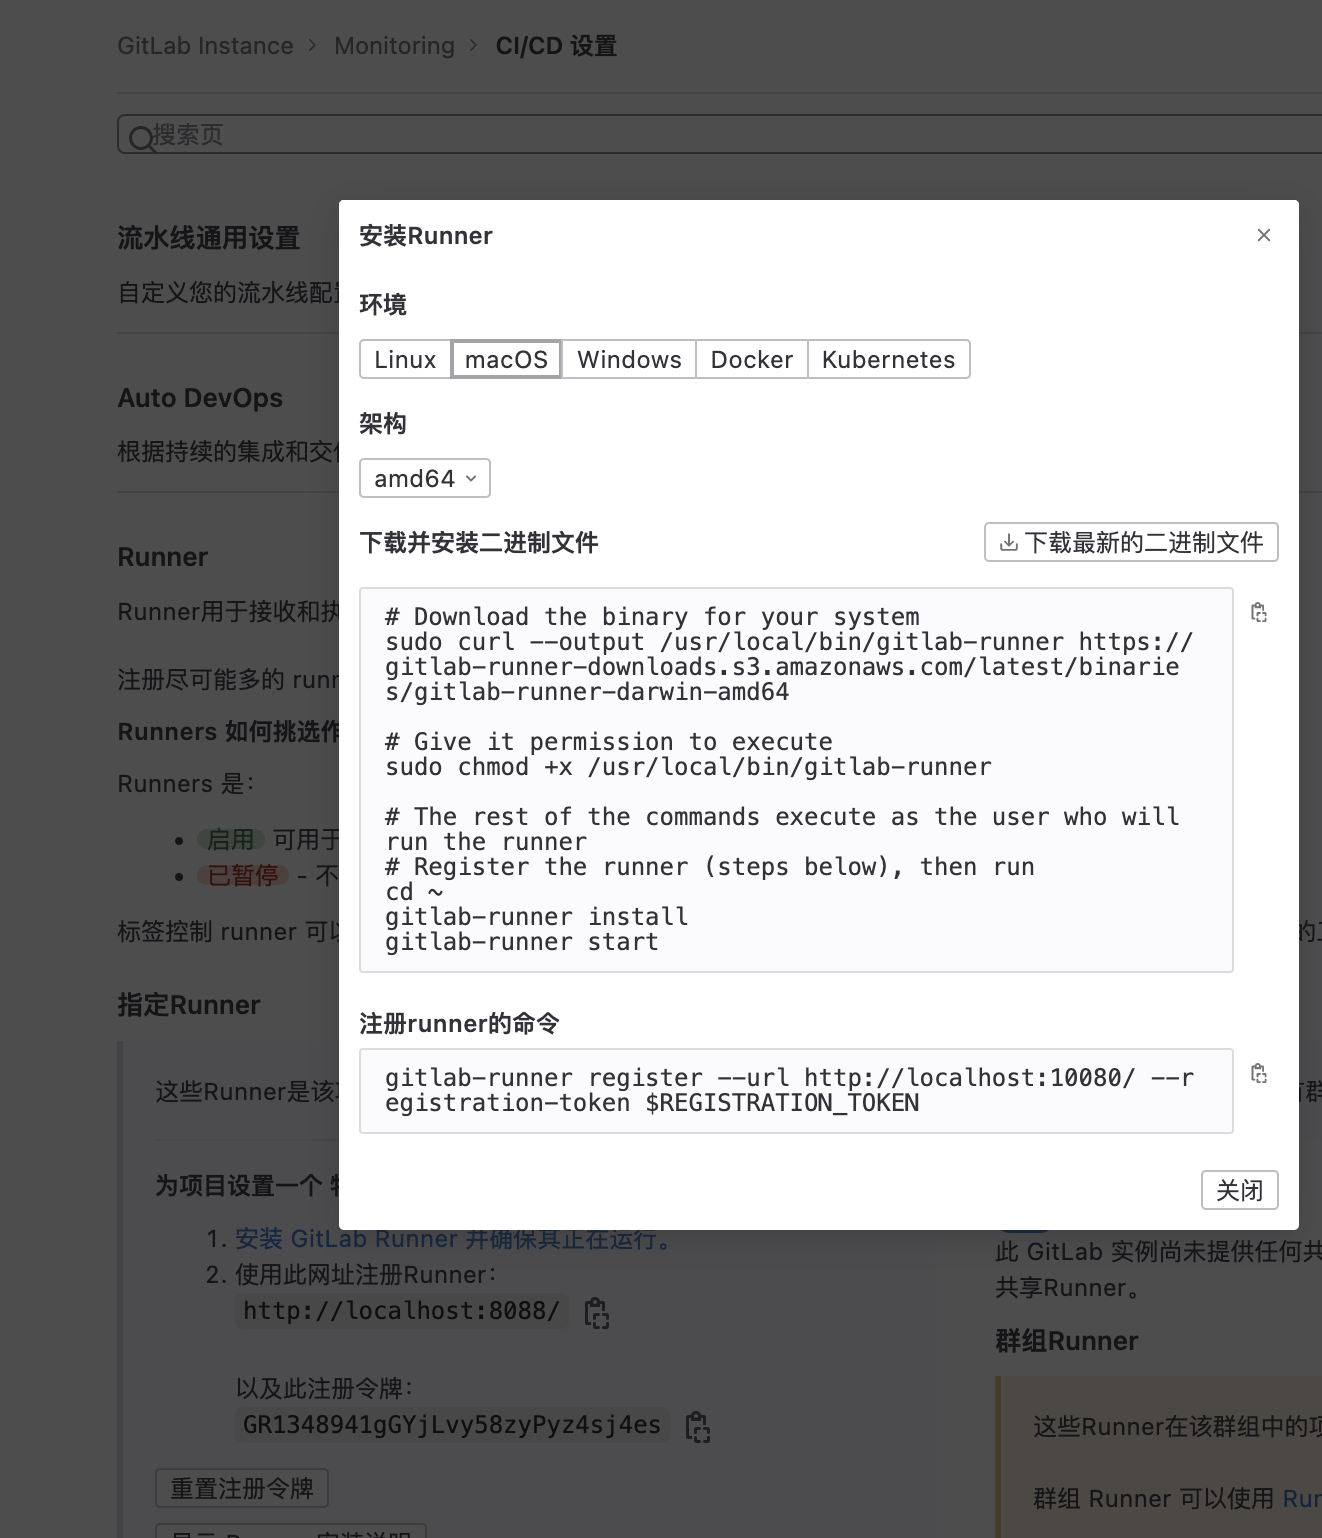 GitLab Instance > Monitoring > CI/CD 设置
搜索页
流水线通用设置
自定义您的流水线配
Auto DevOps
根据持续的集成和交
Runner
Runner用于接收和执
注册尽可能多的 runn
Runners 如何挑选作
Runners 是：
启用 可用于
已暂停 - 不
标签控制 runner 可以
的
指定Runner
这些Runner是该
群
为项目设置一个
1. 安装 GitLab Runner 并确保其正在运行。
2. 使用此网址注册Runner：
http://localhost:8088/
以及此注册令牌：
GR1348941gGYjLvy58zyPyz4sj4es
重置注册令牌
显示 Runner 安装说明
此 GitLab 实例尚未提供任何共
共享Runner。
群组Runner
这些Runner在该群组中的项
群组 Runner 可以使用 Run
安装Runner
环境
Linux macOS Windows Docker Kubernetes
架构
amd64
下载并安装二进制文件
下载最新的二进制文件
# Download the binary for your system
sudo curl --output /usr/local/bin/gitlab-runner https://
gitlab-runner-downloads.s3.amazonaws.com/latest/binarie
s/gitlab-runner-darwin-amd64
# Give it permission to execute
sudo chmod +x /usr/local/bin/gitlab-runner
# The rest of the commands execute as the user who will
run the runner
# Register the runner (steps below), then run
cd ~
gitlab-runner install
gitlab-runner start
注册runner的命令
gitlab-runner register --url http://localhost:10080/ --r
egistration-token $REGISTRATION_TOKEN
关闭